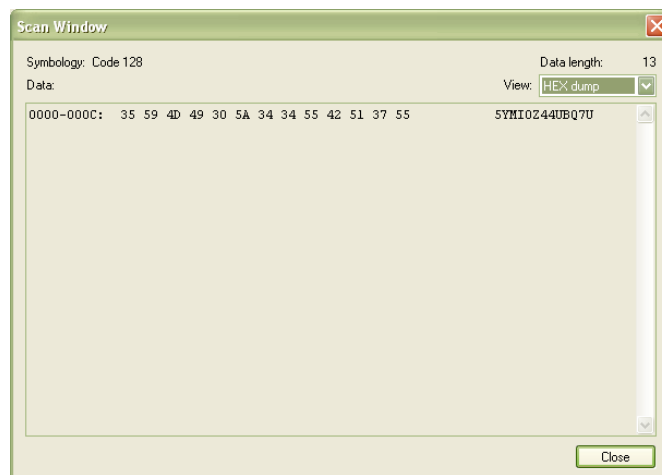 Scan Window
Symbology: Code 128 Data length: 13
Data: View: HEX dump
0000-000C: 35 59 4D 49 30 5A 34 34 55 42 51 37 55 5YMI0Z44UBQ7U
Close